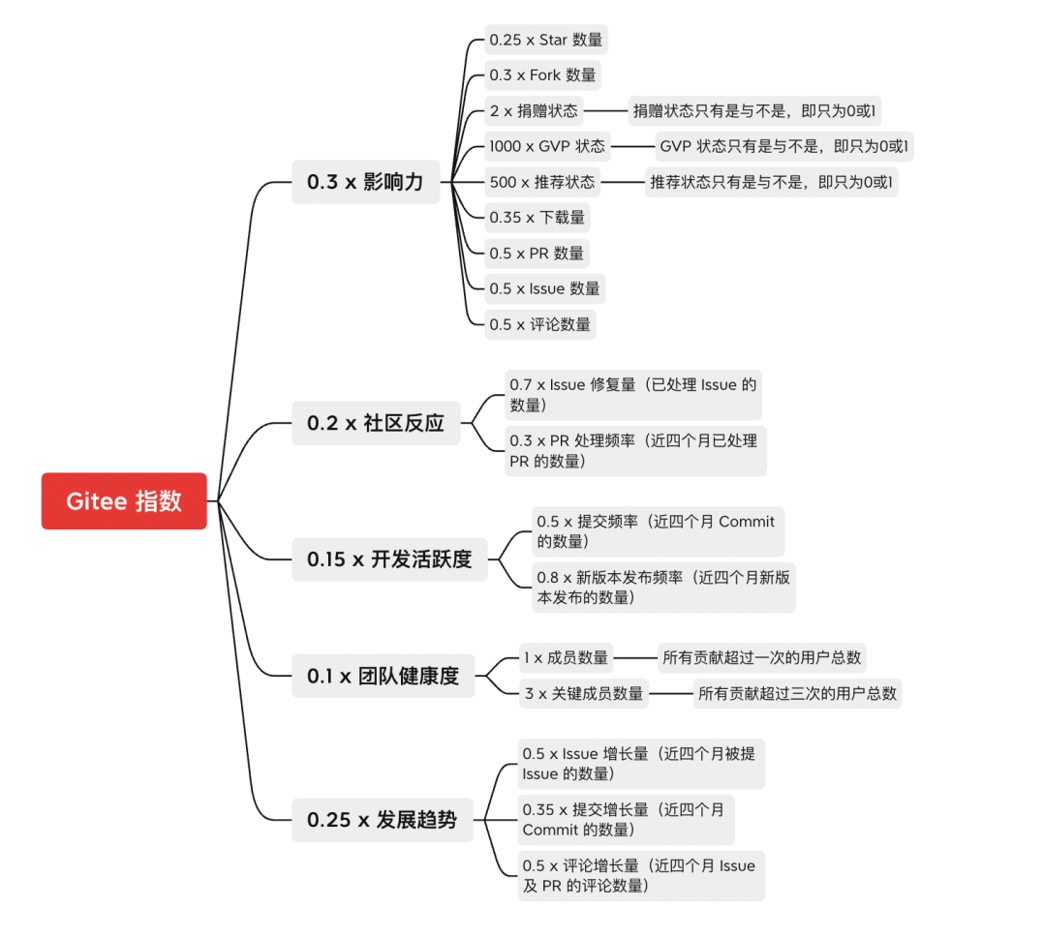 Gitee 指数
0.3 x 影响力
0.25 x Star 数量
0.3 x Fork 数量
2 x 捐赠状态
捐赠状态只有是与不是，即只为0或1
1000 x GVP 状态
GVP 状态只有是与不是，即只为0或1
500 x 推荐状态
推荐状态只有是与不是，即只为0或1
0.35 x 下载量
0.5 x PR 数量
0.5 x Issue 数量
0.5 x 评论数量
0.2 x 社区反应
0.7 x Issue 修复量（已处理 Issue 的
数量）
0.3 x PR 处理频率（近四个月已处理
PR 的数量）
0.15 x 开发活跃度
0.5 x 提交频率（近四个月 Commit
的数量）
0.8 x 新版本发布频率（近四个月新版
本发布的数量）
0.1 x 团队健康度
1 x 成员数量
所有贡献超过一次的用户总数
3 x 关键成员数量
所有贡献超过三次的用户总数
0.25 x 发展趋势
0.5 x Issue 增长量（近四个月被提
Issue 的数量）
0.35 x 提交增长量（近四个月
Commit 的数量）
0.5 x 评论增长量（近四个月 Issue
及 PR 的评论数量）